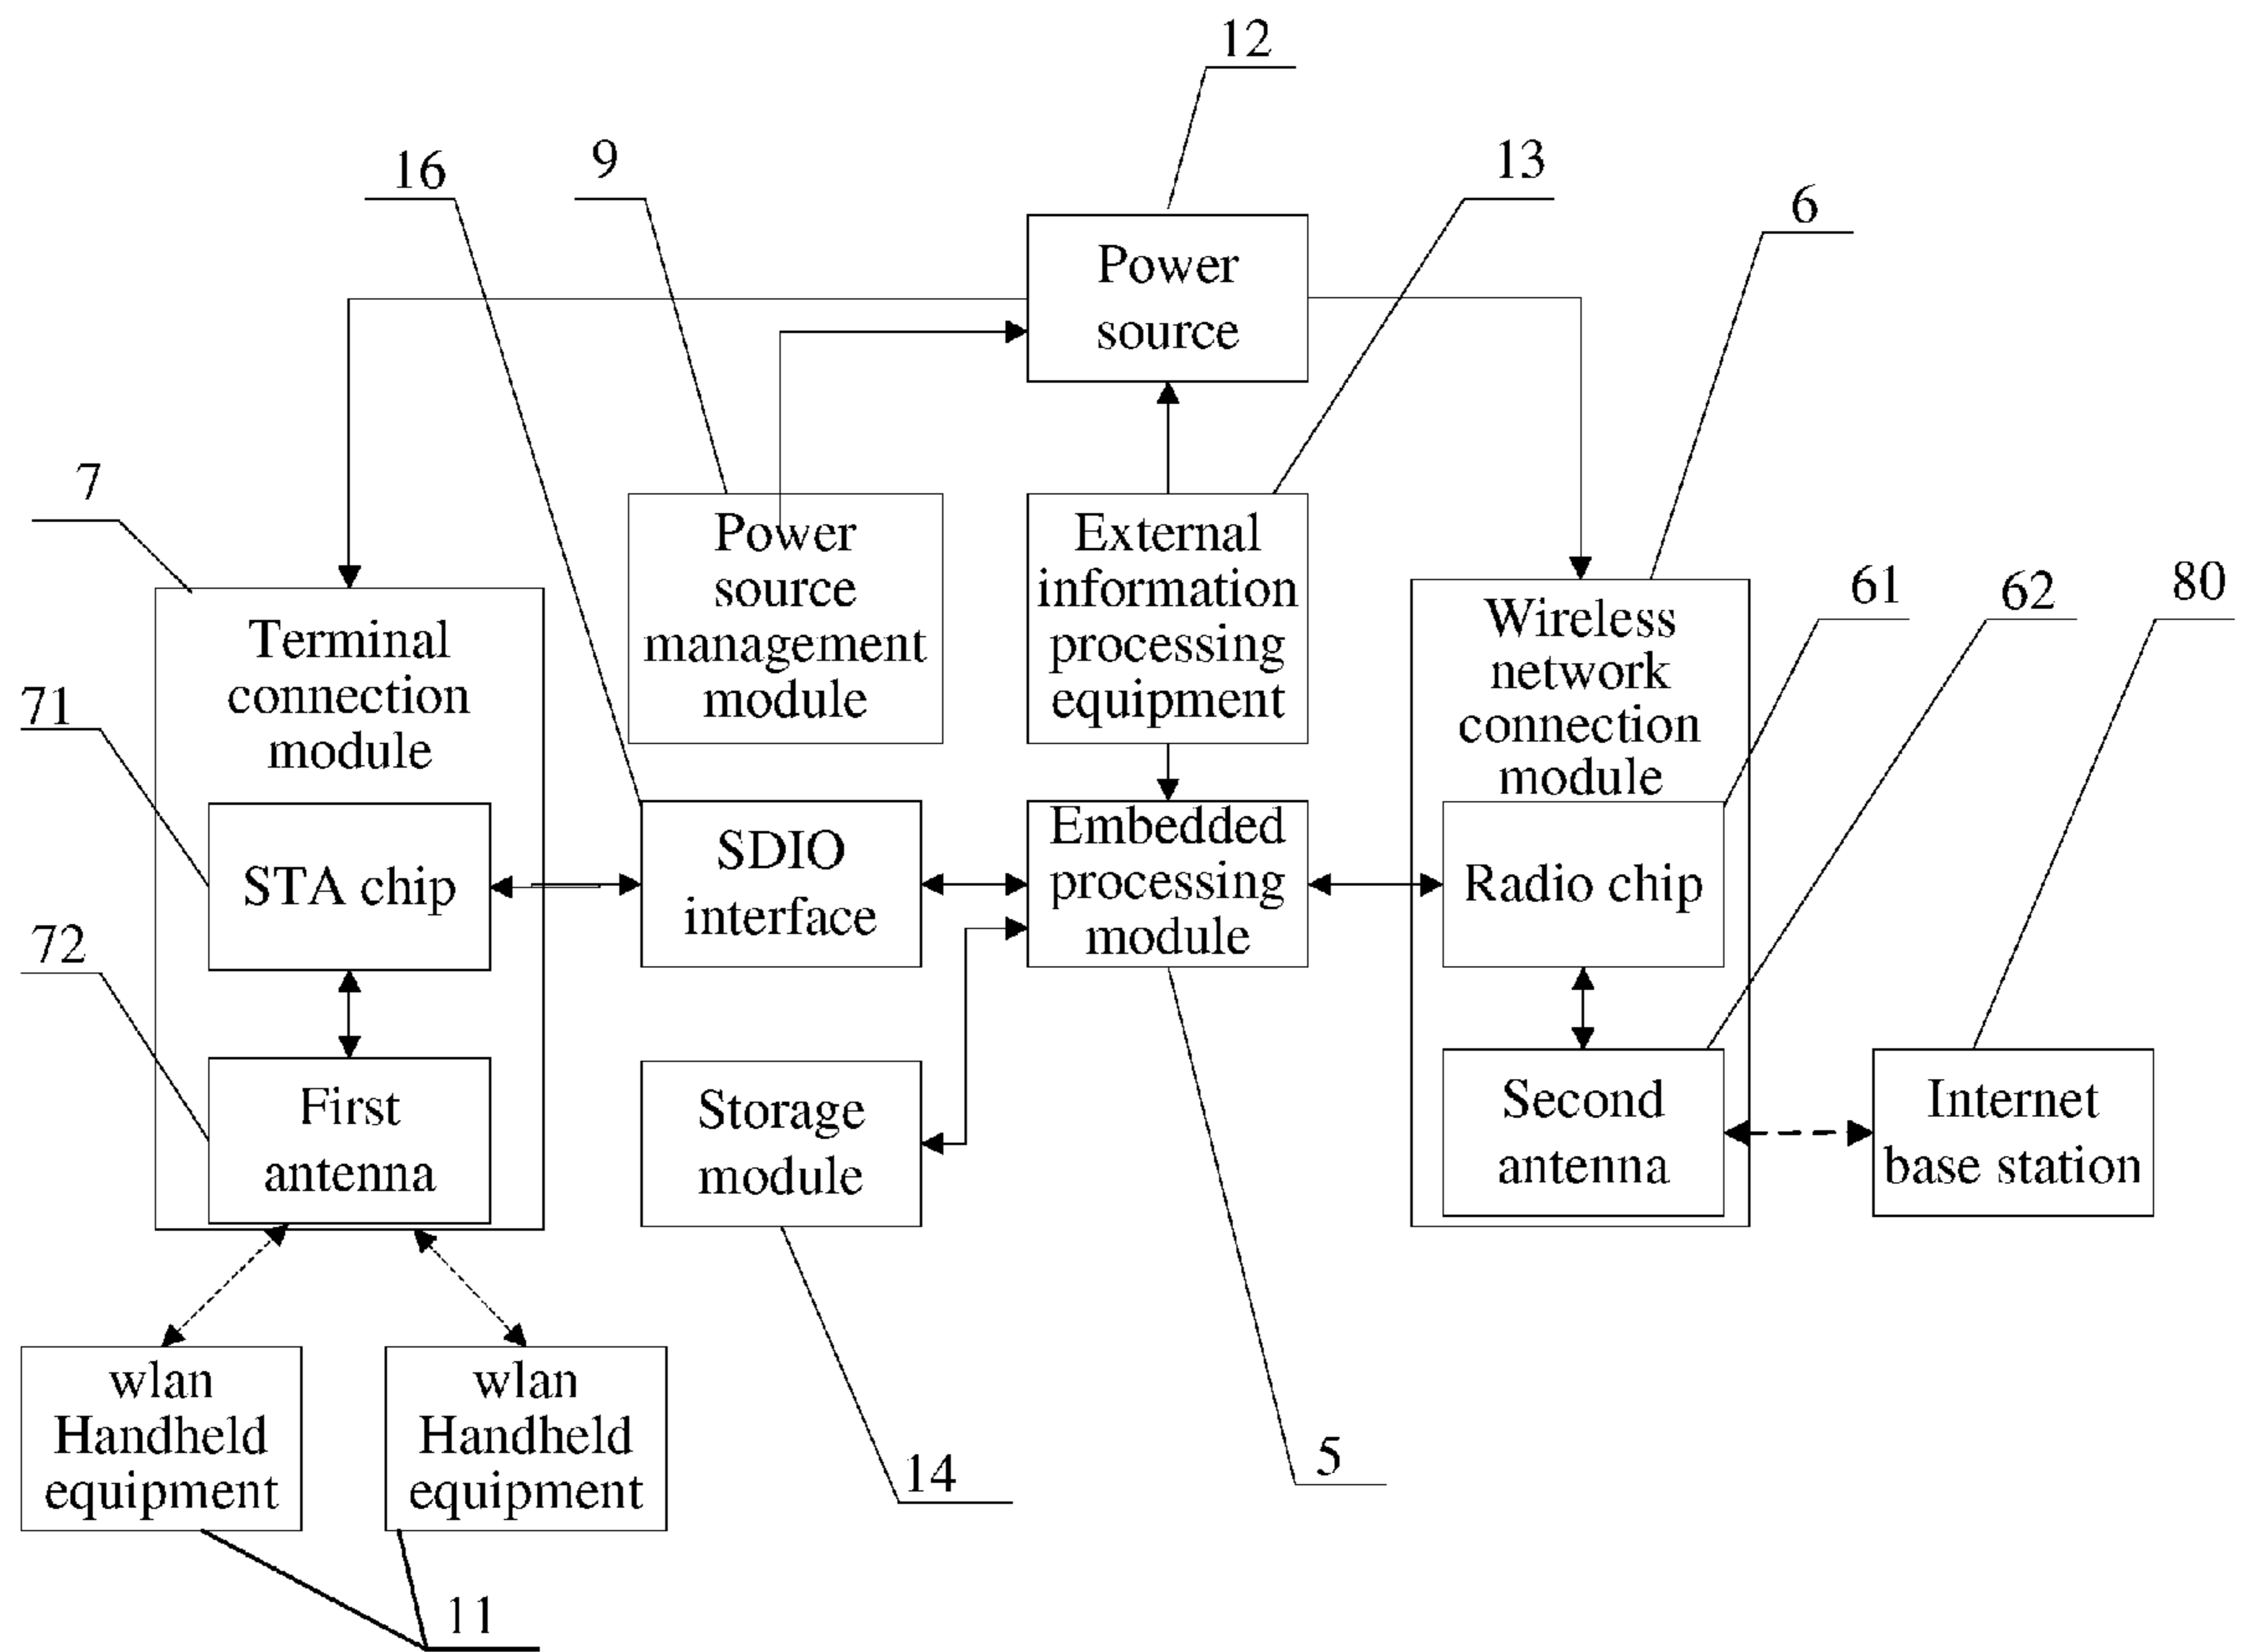 12
16
9
13
6
Power
source
7
Power
source
management
module
External
information
processing
equipment
61
62
80
Terminal
connection
module
Wireless
network
connection
module
71
STA chip
SDIO
interface
Embedded
processing
module
Radio chip
72
First
antenna
Storage
module
Second
antenna
Internet
base station
wlan
Handheld
equipment
wlan
Handheld
equipment
14
5
11